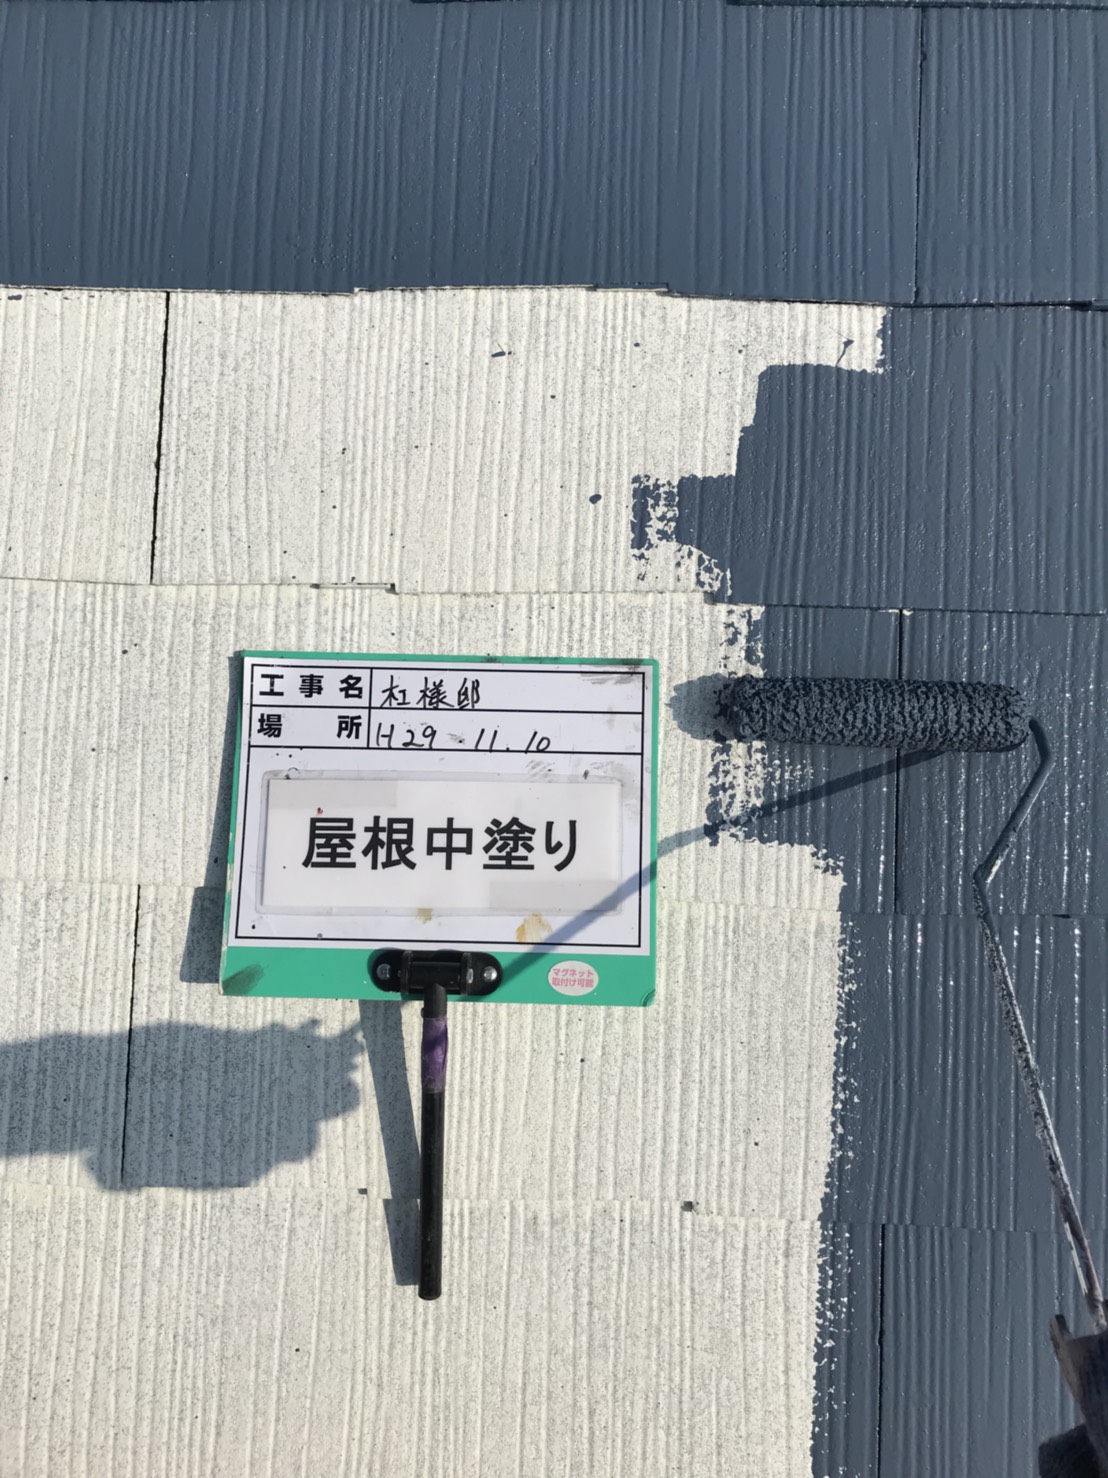 工事名 杠様邸
場所 H29.11.10
屋根中塗り
マグネット
取付け可能